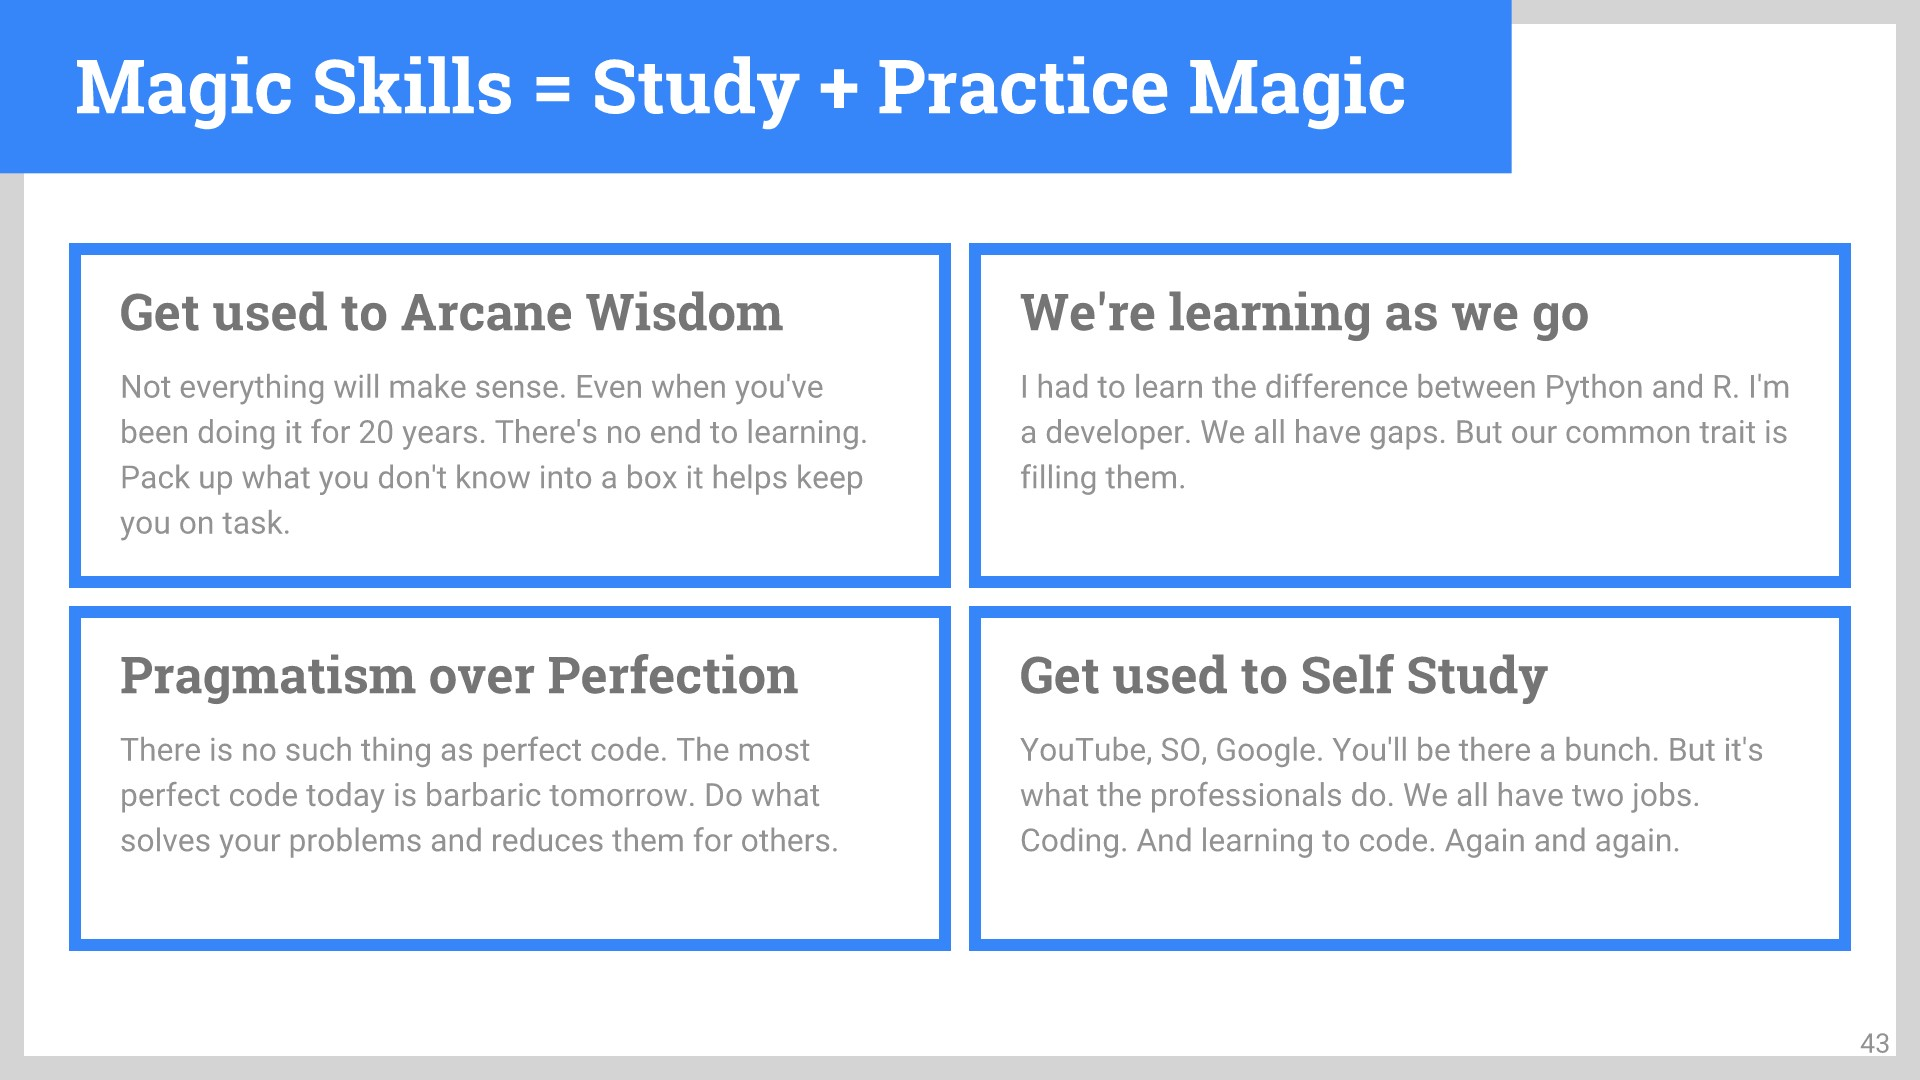 Magic Skills = Study + Practice Magic
Get used to Arcane Wisdom
Not everything will make sense. Even when you've
been doing it for 20 years. There's no end to learning.
Pack up what you don't know into a box it helps keep
you on task.
We're learning as we go
I had to learn the difference between Python and R. I'm
a developer. We all have gaps. But our common trait is
filling them.
Pragmatism over Perfection
There is no such thing as perfect code. The most
perfect code today is barbaric tomorrow. Do what
solves your problems and reduces them for others.
Get used to Self Study
YouTube, SO, Google. You'll be there a bunch. But it's
what the professionals do. We all have two jobs.
Coding. And learning to code. Again and again.
43